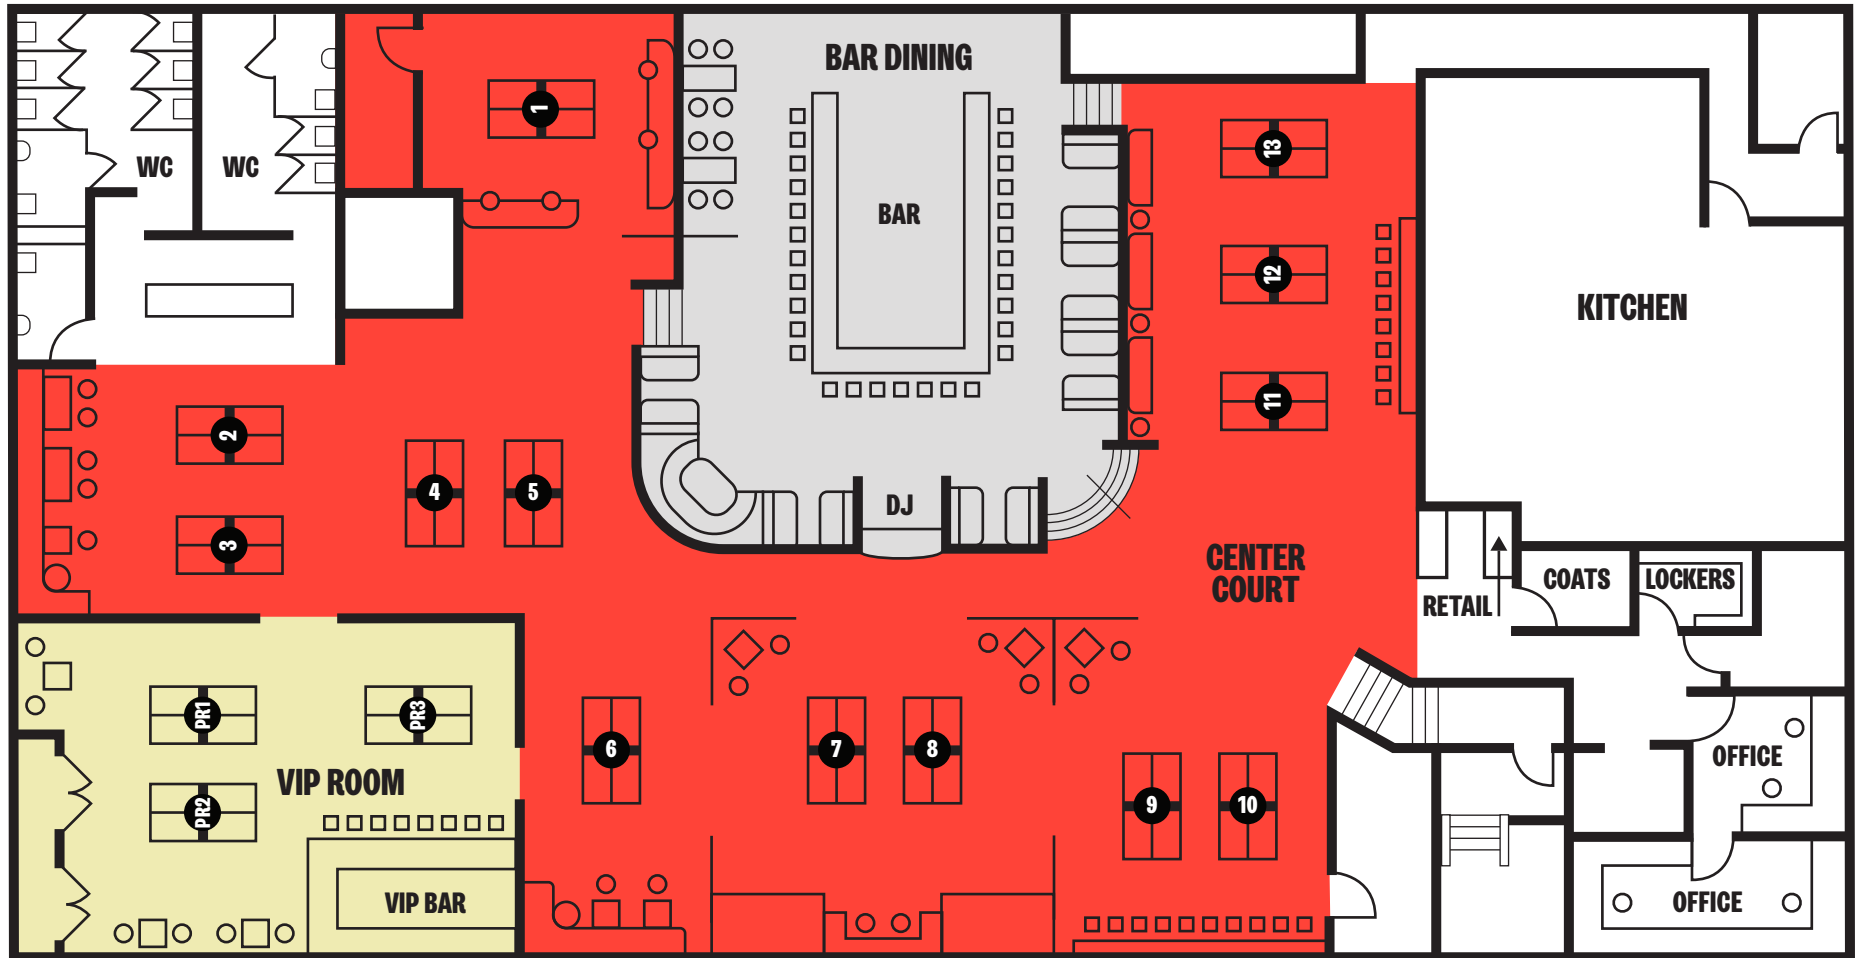 BAR DINING
1
WC
WC
13
BAR
12
KITCHEN
11
2
4
5
DJ
3
CENTER
COURT
COATS
LOCKERS
RETAIL
PR1
PR3
6
7
8
VIP ROOM
OFFICE
PR2
9
10
VIP BAR
OFFICE